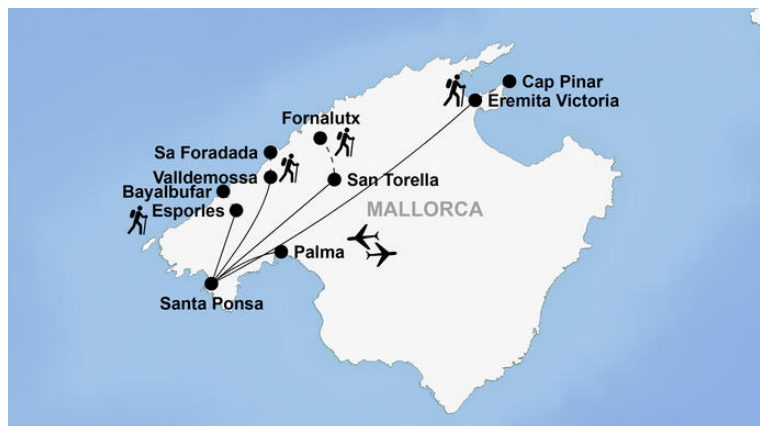 Cap Pinar
Eremita Victoria
Fornalutx
Sa Foradada
Valldemossa
San Torella
Bayalbufar
Esporles
MALLORCA
Palma
Santa Ponsa